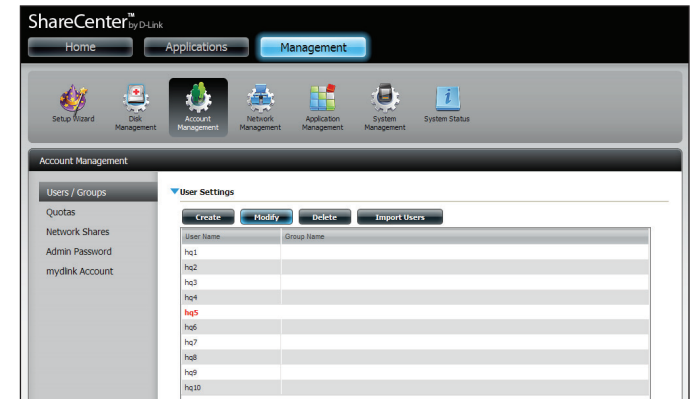 ShareCenter™ by D-Link
Home Applications Management
Setup Wizard Disk Management Account Management Network Management Application Management System Management System Status
Account Management
Users / Groups
Quotas
Network Shares
Admin Password
mydlink Account
User Settings
Create Modify Delete Import Users
User Name Group Name
hq1
hq2
hq3
hq4
hq5
hq6
hq7
hq8
hq9
hq10